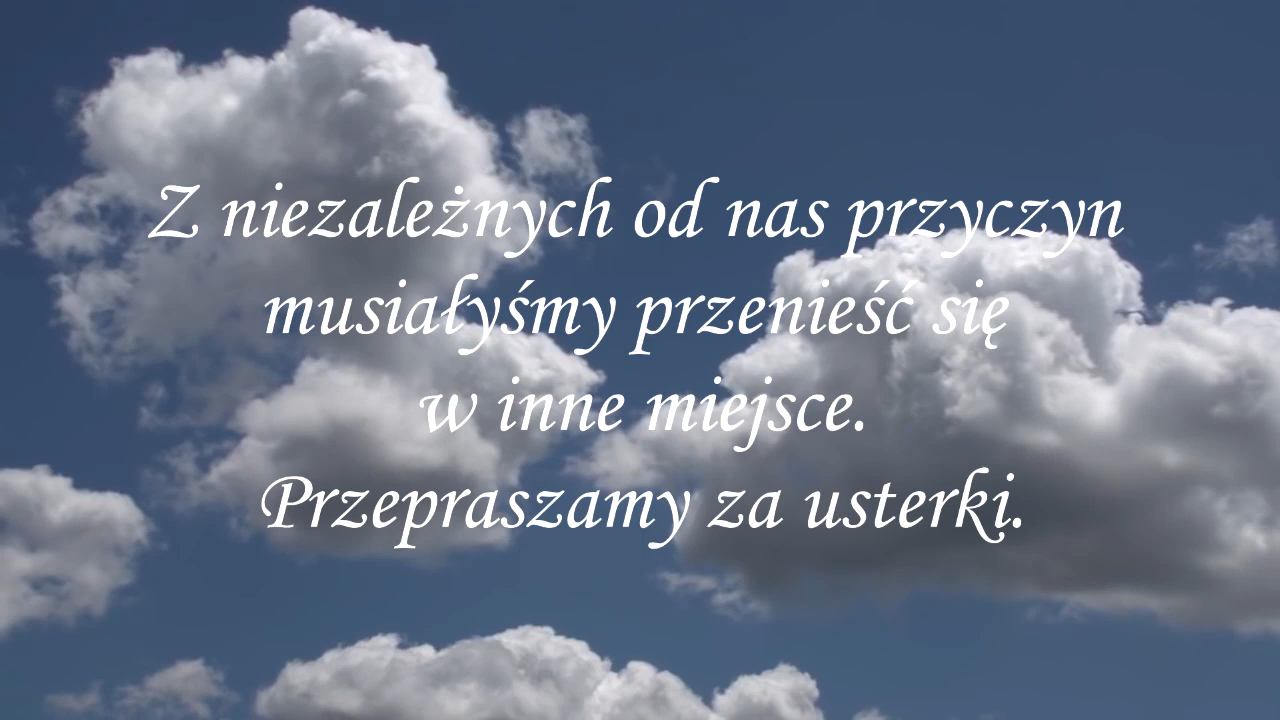 Z niezależnych od nas przyczyn
musiałyśmy przenieść się
w inne miejsce.
Przepraszamy za usterki.